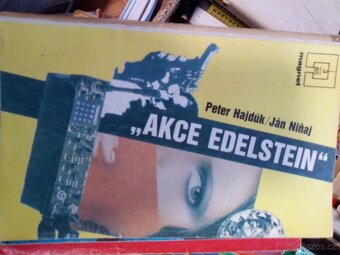 magnet
Peter Hajdúk/Ján Niňaj
„AKCE EDELSTEIN"